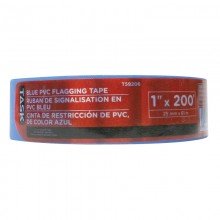 TASK
T59008
BLUE PVC FLAGGING TAPE
RUBAN DE SIGNALISATION EN
PVC BLEU
CINTA DE RESTRICCIÓN DE PVC,
DE COLOR AZUL
1" x 200'